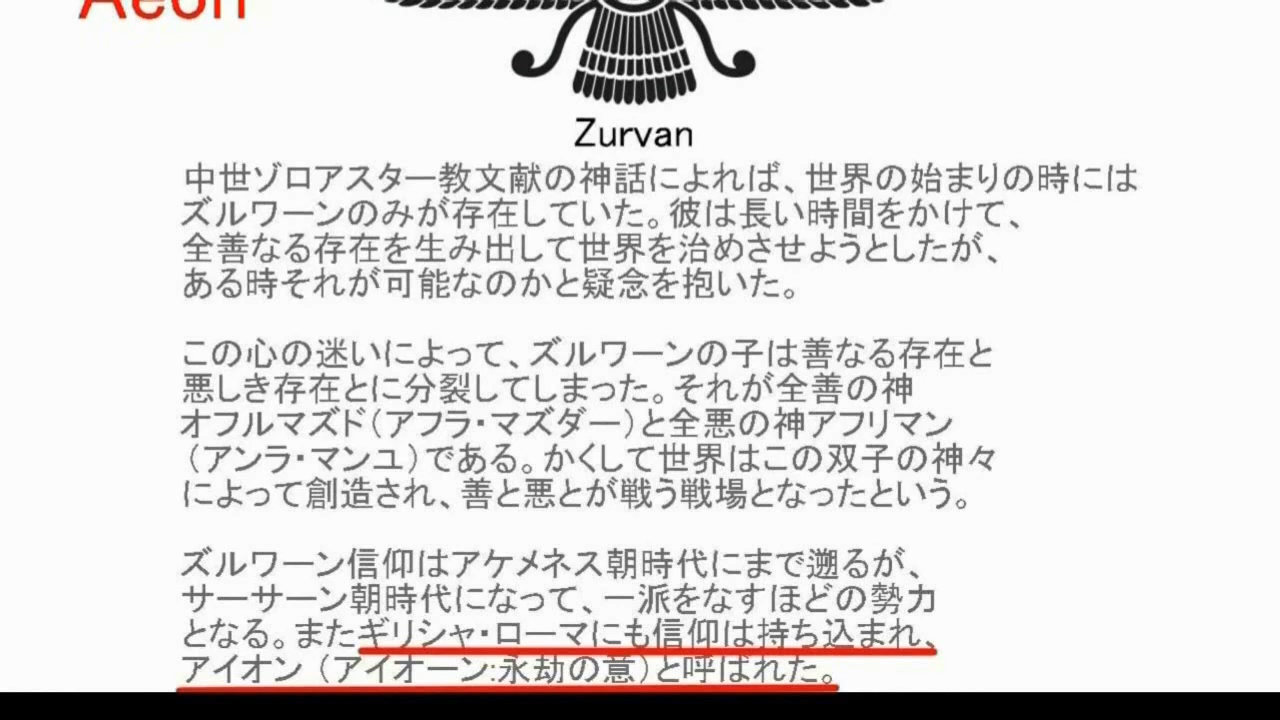 Aeon
Zurvan
中世ゾロアスター教文献の神話によれば、世界の始まりの時には
ズルワーンのみが存在していた。彼は長い時間をかけて、
全善なる存在を生み出して世界を治めさせようとしたが、
ある時それが可能なのかと疑念を抱いた。
この心の迷いによって、ズルワーンの子は善なる存在と
悪しき存在とに分裂してしまった。それが全善の神
オフルマズド（アフラ・マズダー）と全悪の神アフリマン
（アンラ・マンユ）である。かくして世界はこの双子の神々
によって創造され、善と悪とが戦う戦場となったという。
ズルワーン信仰はアケメネス朝時代にまで遡るが、
サーサーン朝時代になって、一派をなすほどの勢力
となる。またギリシャ・ローマにも信仰は持ち込まれ、
アイオン（アイオーン:永劫の意）と呼ばれた。